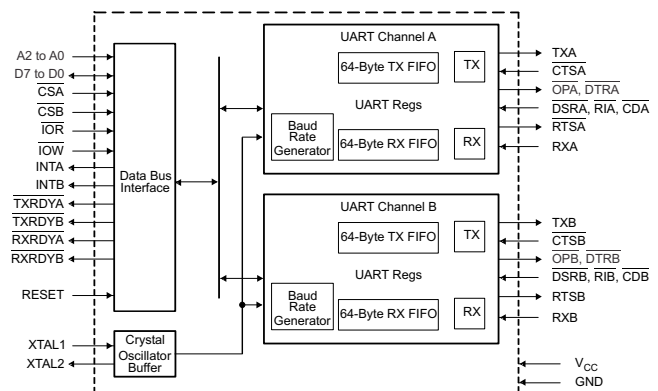 A2 to A0
D7 to D0
CSA
CSB
IOR
IOW
INTA
INTB
TXRDYA
TXRDYB
RXRDYA
RXRDYB
RESET
XTAL1
XTAL2
Data Bus
Interface
Crystal
Oscillator
Buffer
UART Channel A
64-Byte TX FIFO
TX
UART Regs
Baud
Rate
Generator
64-Byte RX FIFO
RX
UART Channel B
64-Byte TX FIFO
TX
UART Regs
Baud
Rate
Generator
64-Byte RX FIFO
RX
TXA
CTSA
OPA, DTRA
DSRA, RIA, CDA
RTSA
RXA
TXB
CTSB
OPB, DTRB
DSRB, RIB, CDB
RTSB
RXB
VCC
GND